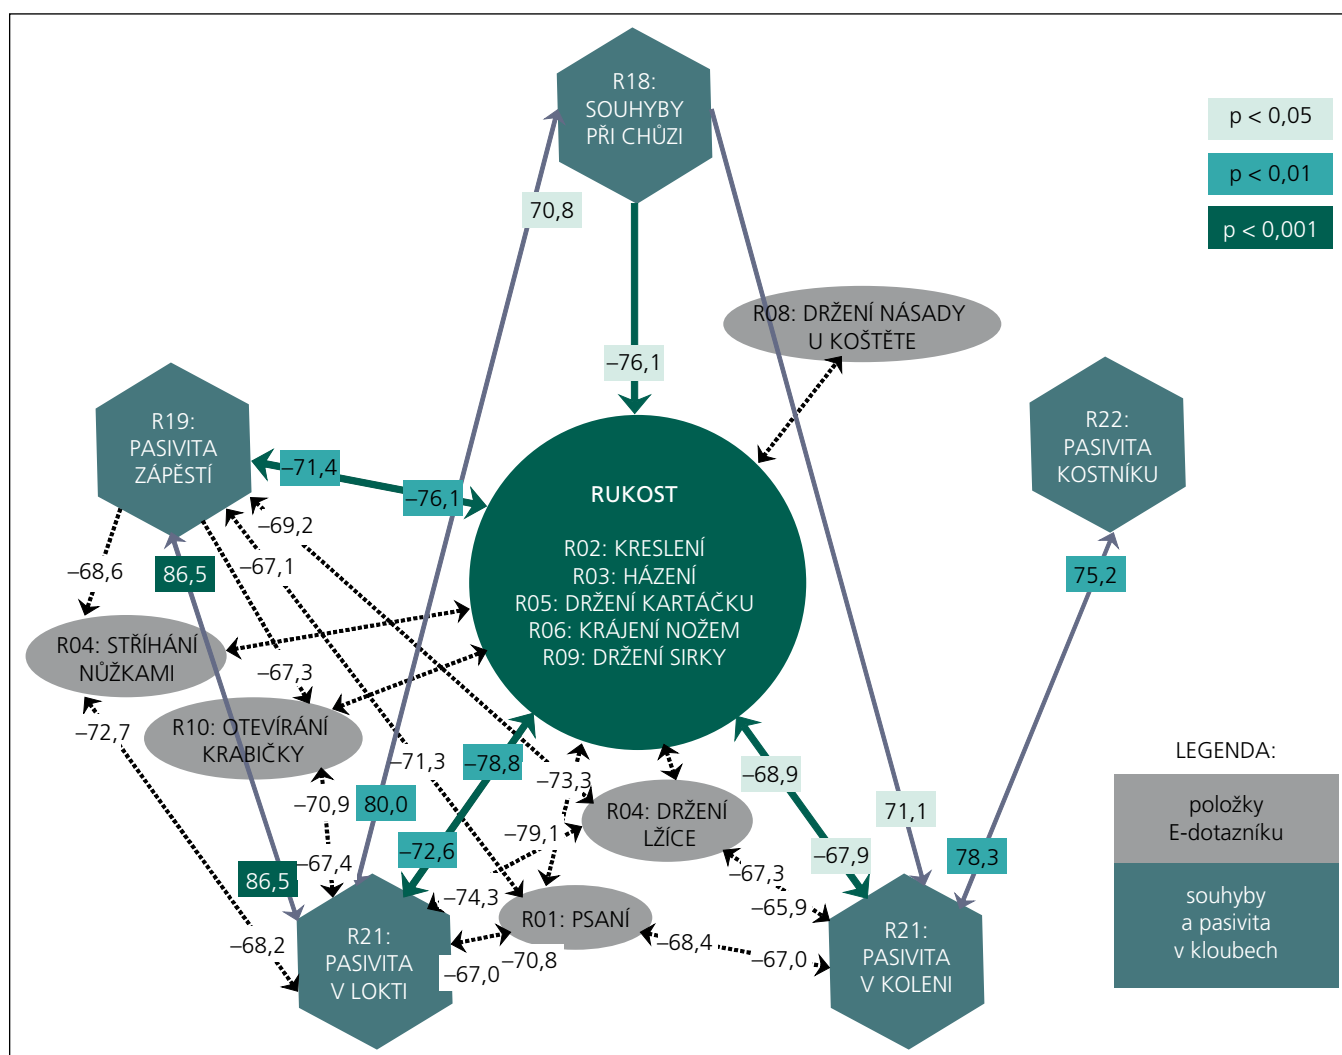 R18:
SOUHYBY
PŘI CHŮZI
p < 0,05
p < 0,01
p < 0,001
70,8
R08: DRŽENÍ NÁSADY
U KOŠTĚTE
–76,1
R19:
PASIVITA
ZÁPĚSTÍ
R22:
PASIVITA
KOSTNÍKU
–71,4
–76,1
RUKOST
R02: KRESLENÍ
R03: HÁZENÍ
R05: DRŽENÍ KARTÁČKU
R06: KRÁJENÍ NOŽEM
R09: DRŽENÍ SIRKY
–69,2
–67,1
–68,6
86,5
75,2
R04: STŘÍHÁNÍ
NŮŽKAMI
–67,3
–72,7
R10: OTEVÍRÁNÍ
KRABIČKY
–71,3
–78,8
–73,3
–68,9
–70,9
80,0
–79,1
R04: DRŽENÍ
LŽÍCE
71,1
LEGENDA:
položky
E-dotazníku
–67,4
–72,6
–67,9
78,3
86,5
–74,3
–67,3
–65,9
R01: PSANÍ
souhyby
a pasivita
v kloubech
–68,2
R21:
PASIVITA
V LOKTI
–67,0
–70,8
–68,4
–67,0
R21:
PASIVITA
V KOLENI